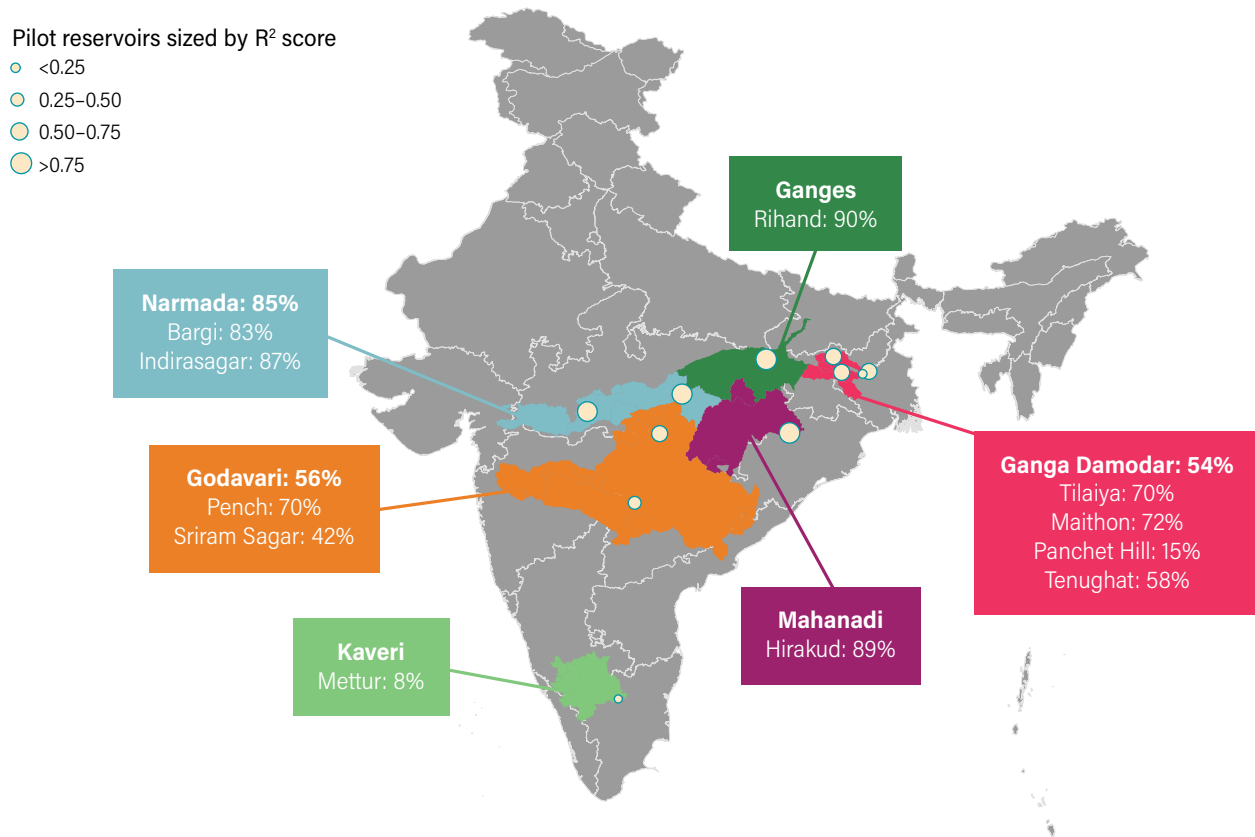 Pilot reservoirs sized by R² score
<0.25
0.25–0.50
0.50–0.75
>0.75
Ganges
Rihand: 90%
Narmada: 85%
Bargi: 83%
Indirasagar: 87%
Godavari: 56%
Pench: 70%
Sriram Sagar: 42%
Ganga Damodar: 54%
Tilaiya: 70%
Maithon: 72%
Panchet Hill: 15%
Tenughat: 58%
Mahanadi
Hirakud: 89%
Kaveri
Mettur: 8%